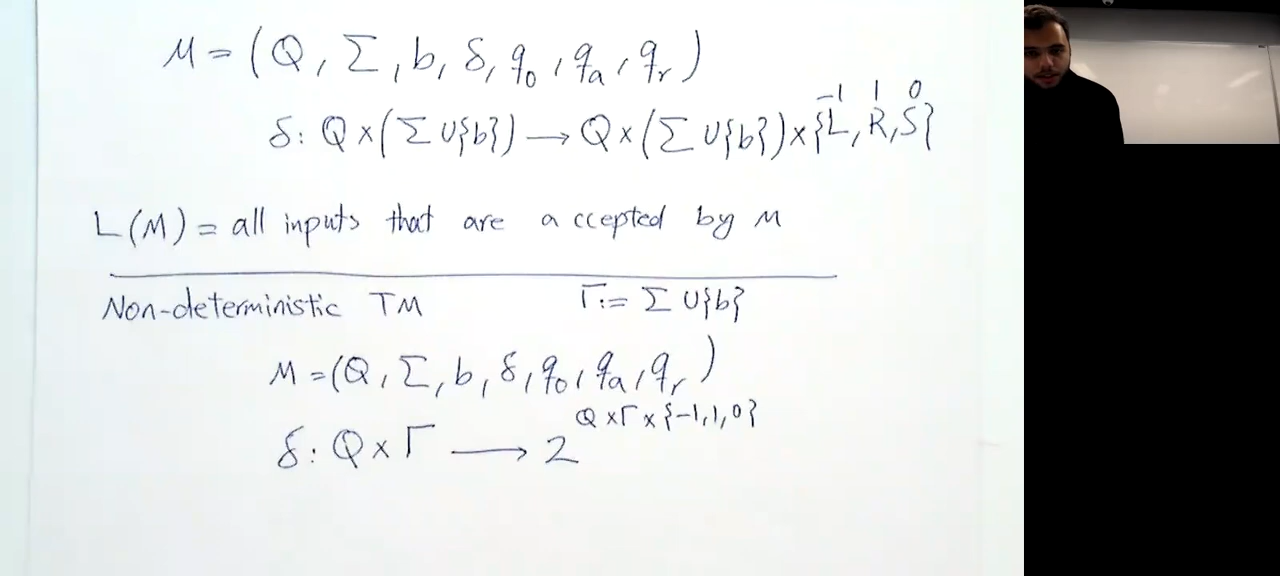 M = (Q, Σ, b, δ, q₀, qₐ, qᵣ)
-1 1 0
δ: Q × (Σ ∪ {b}) ⟶ Q × (Σ ∪ {b}) × {L, R, S}
L(M) = all inputs that are accepted by M
Non-deterministic TM Γ := Σ ∪ {b}
M = (Q, Σ, b, δ, q₀, qₐ, qᵣ)
Q × Γ × {-1, 1, 0}
δ: Q × Γ ⟶ 2